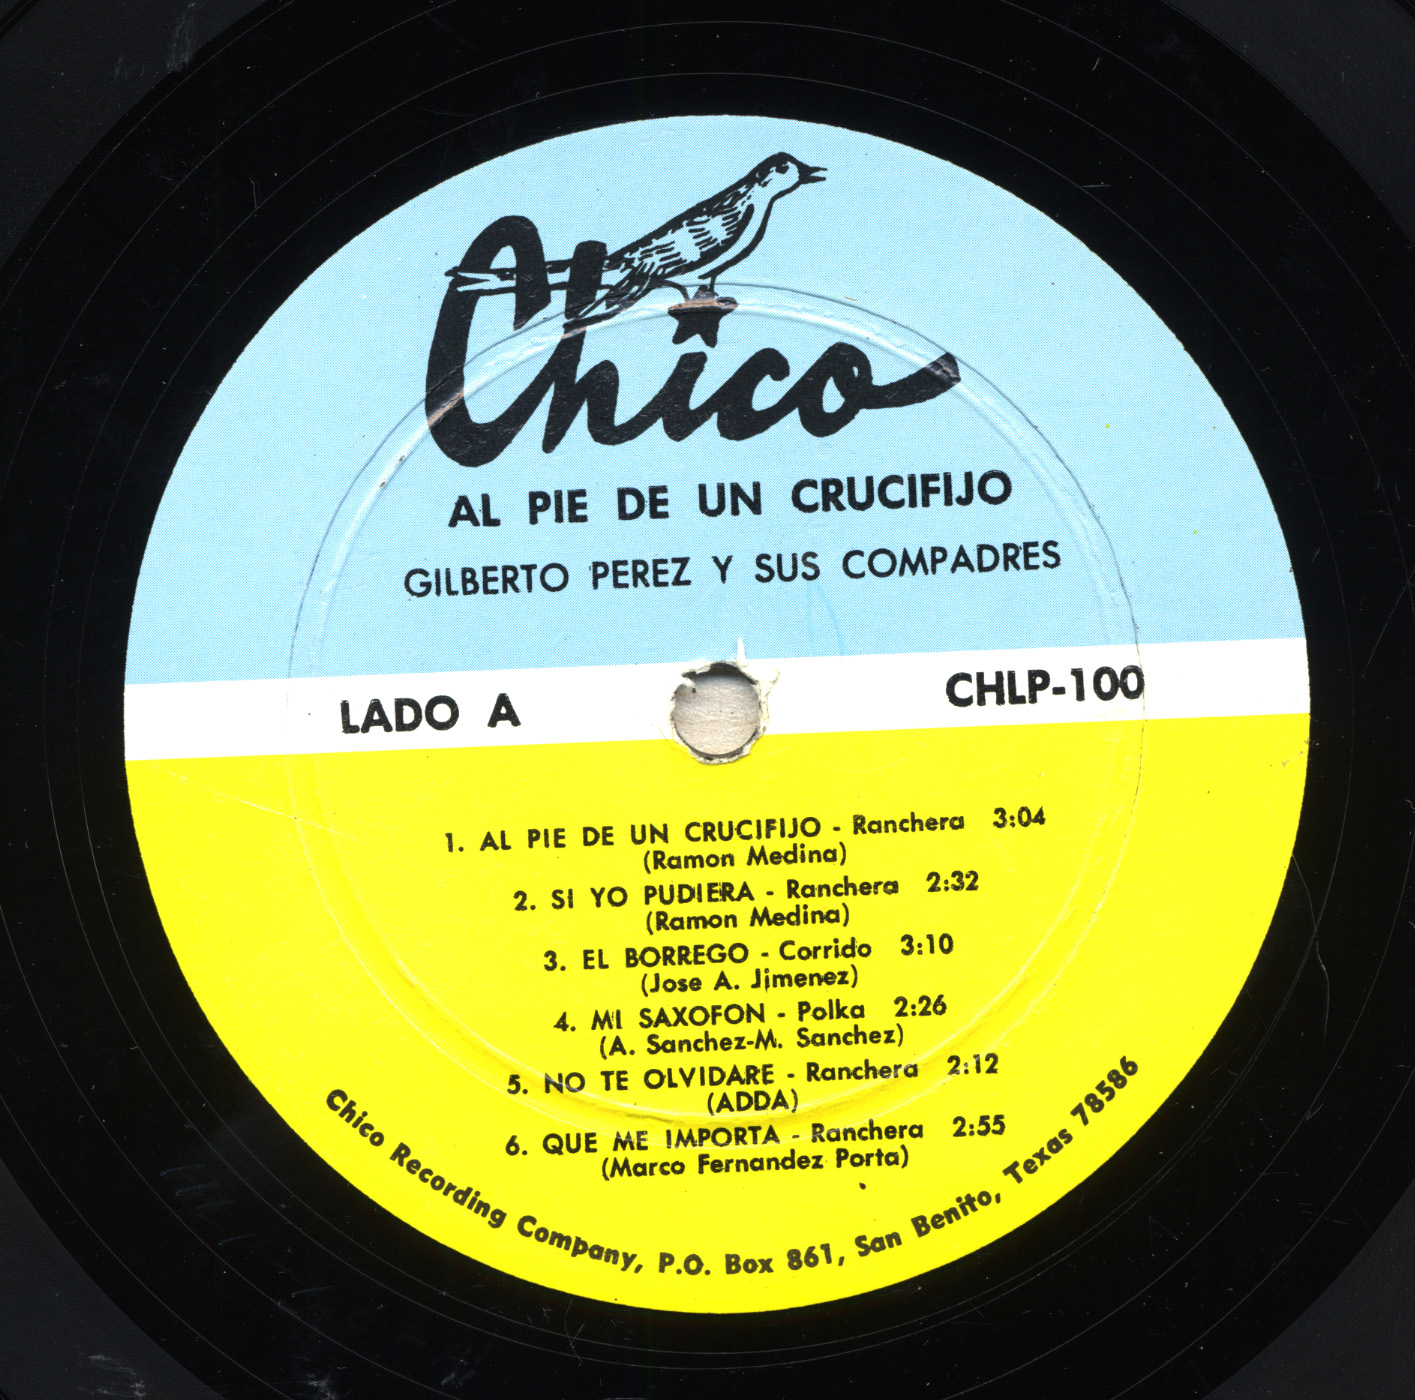 Chico
AL PIE DE UN CRUCIFIJO
GILBERTO PEREZ Y SUS COMPADRES
LADO A
CHLP-100
1. AL PIE DE UN CRUCIFIJO - Ranchera 3:04
(Ramon Medina)
2. SI YO PUDIERA - Ranchera 2:32
(Ramon Medina)
3. EL BORREGO - Corrido 3:10
(Jose A. Jimenez)
4. MI SAXOFON - Polka 2:26
(A. Sanchez-M. Sanchez)
5. NO TE OLVIDARE - Ranchera 2:12
(ADDA)
6. QUE ME IMPORTA - Ranchera 2:55
(Marco Fernandez Porta)
Chico Recording Company, P.O. Box 861, San Benito, Texas 78586